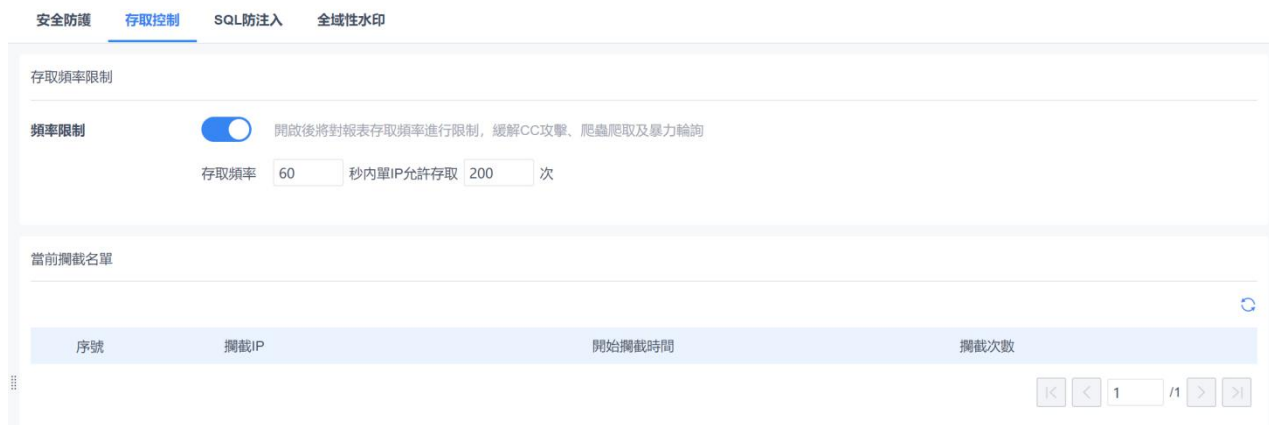 安全防護 存取控制 SQL防注入 全域性水印
存取頻率限制
頻率限制 開啟後將對報表存取頻率進行限制，緩解CC攻擊、爬蟲爬取及暴力輪詢
存取頻率 60 秒內單IP允許存取 200 次
當前攔截名單
序號 攔截IP 開始攔截時間 攔截次數
1 /1